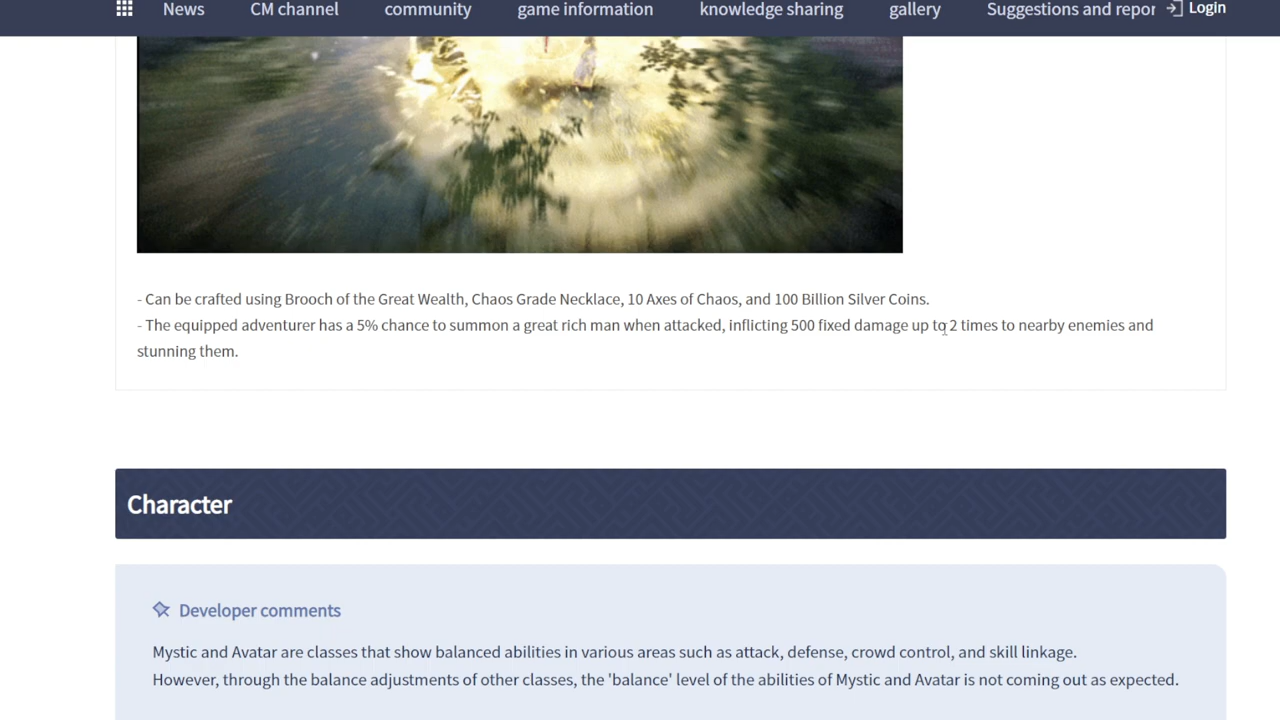 News CM channel community game information knowledge sharing gallery Suggestions and repor Login
- Can be crafted using Brooch of the Great Wealth, Chaos Grade Necklace, 10 Axes of Chaos, and 100 Billion Silver Coins.
- The equipped adventurer has a 5% chance to summon a great rich man when attacked, inflicting 500 fixed damage up to 2 times to nearby enemies and
stunning them.
Character
Developer comments
Mystic and Avatar are classes that show balanced abilities in various areas such as attack, defense, crowd control, and skill linkage.
However, through the balance adjustments of other classes, the 'balance' level of the abilities of Mystic and Avatar is not coming out as expected.